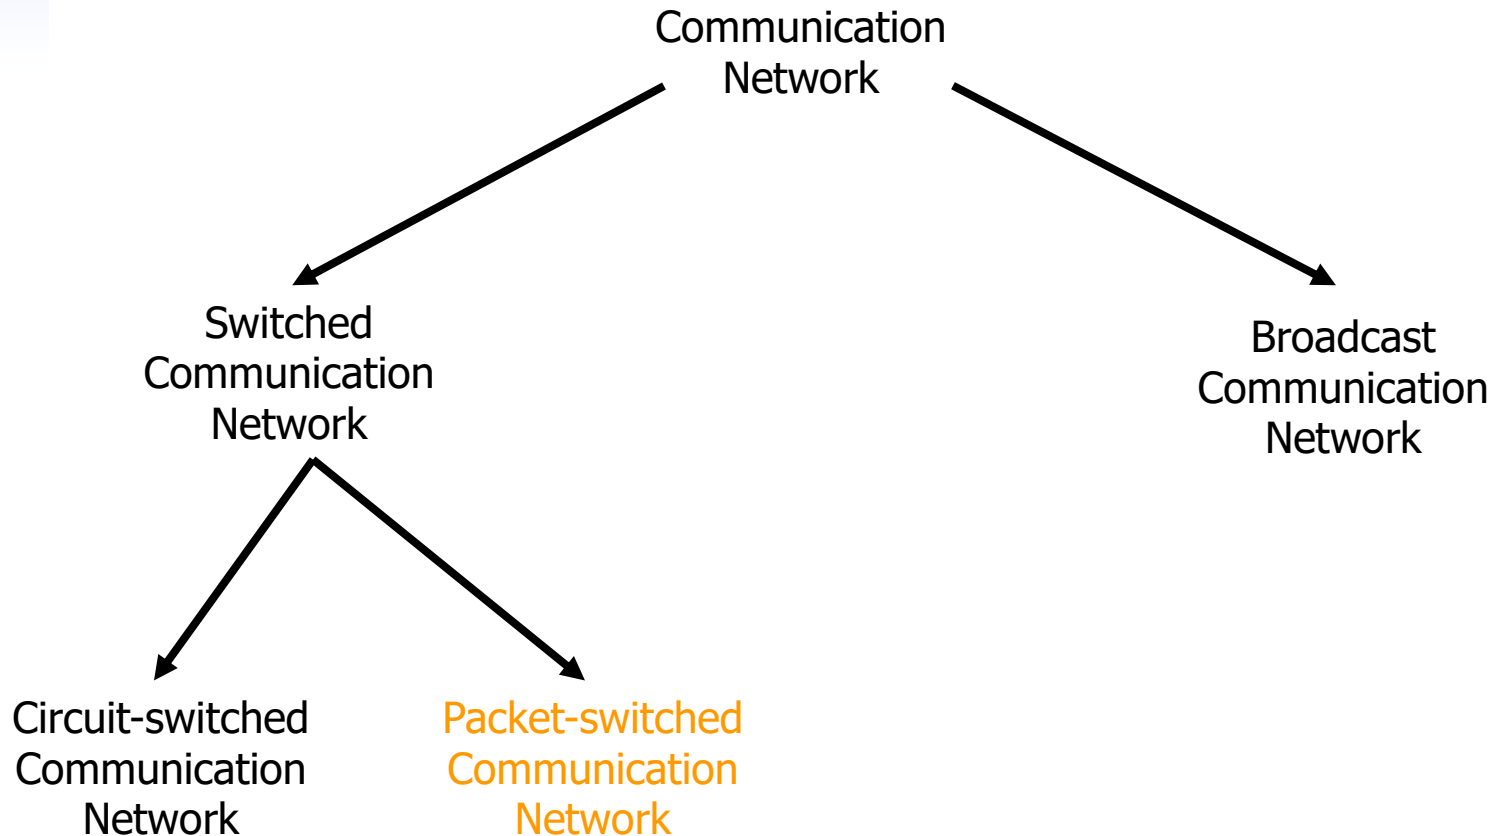 Communication
Network
Switched
Communication
Network
Broadcast
Communication
Network
Circuit-switched
Communication
Network
Packet-switched
Communication
Network